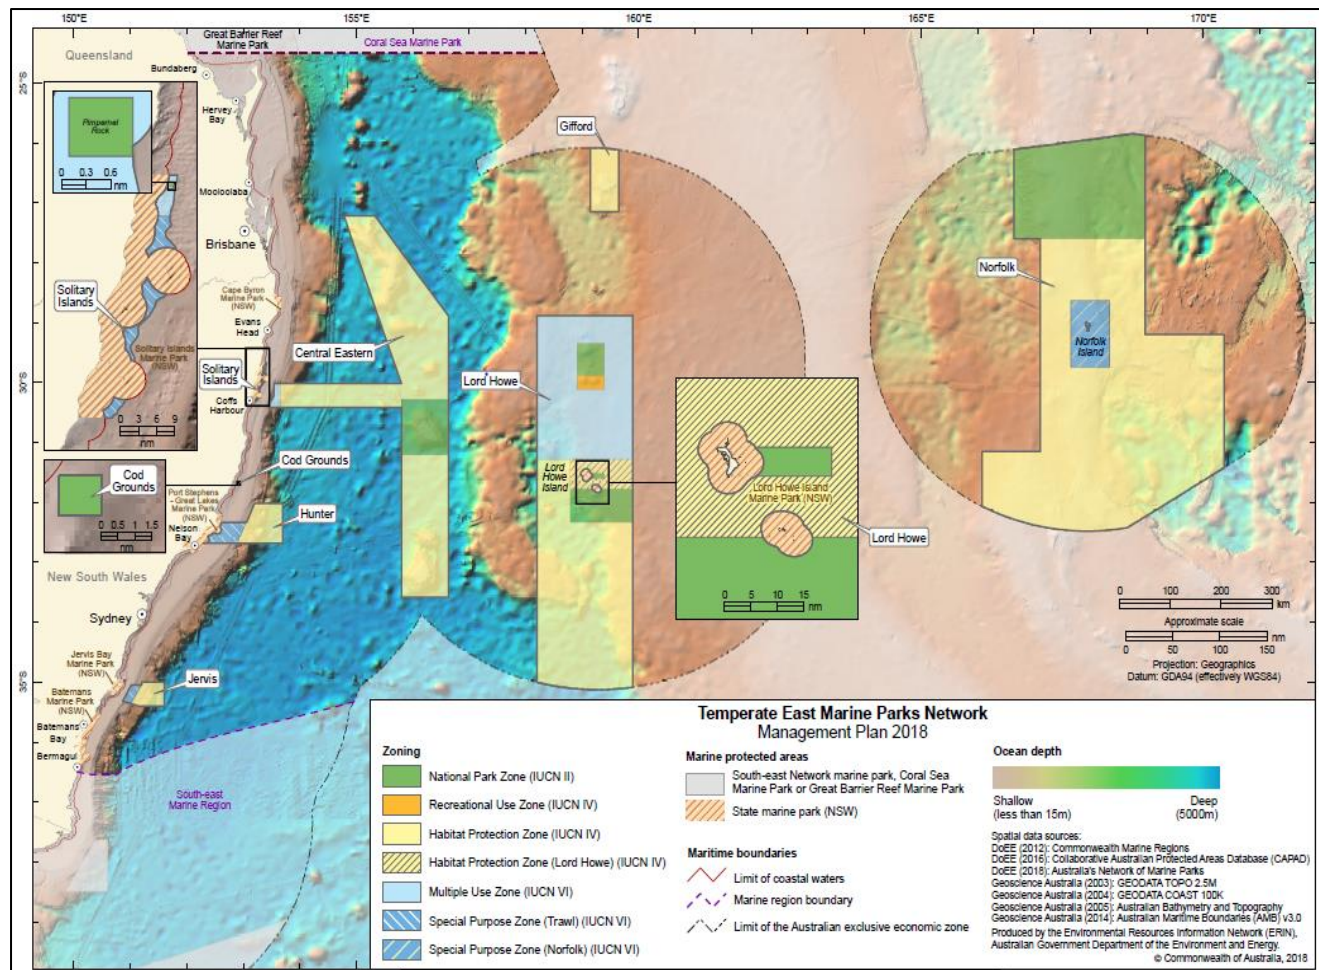 150°E
155°E
160°E
165°E
170°E
Great Barrier Reef
Marine Park
Coral Sea Marine Park
Queensland
Bundaberg
25°S
25°S
Pimpernel
Rock
Hervey
Bay
Gifford
0 0.3 0.6
nm
Mooloolaba
Brisbane
Norfolk
Solitary
Islands
Cape Byron
Marine Park
(NSW)
Evans
Head
Norfolk
Island
Solitary Islands
Marine Park
(NSW)
Central Eastern
Solitary
Islands
Lord Howe
30°S
30°S
Coffs
Harbour
0 3 6 9
nm
Cod Grounds
Lord
Howe
Island
Cod
Grounds
Lord Howe Island
Marine Park (NSW)
Port Stephens -
Great Lakes
Marine Park
(NSW)
Hunter
Nelson
Bay
0 0.5 1 1.5
nm
Lord Howe
New South Wales
0 5 10 15
nm
0 100 200 300
km
Sydney
Approximate scale
nm
0 50 100 150
Projection: Geographics
Datum: GDA94 (effectively WGS84)
Jervis Bay
Marine Park
(NSW)
Jervis
35°S
35°S
Batemans
Marine Park
(NSW)
Batemans
Bay
Bermagui
South-east
Marine Region
Temperate East Marine Parks Network
Management Plan 2018
Zoning
National Park Zone (IUCN II)
Recreational Use Zone (IUCN IV)
Habitat Protection Zone (IUCN IV)
Habitat Protection Zone (Lord Howe) (IUCN IV)
Multiple Use Zone (IUCN VI)
Special Purpose Zone (Trawl) (IUCN VI)
Special Purpose Zone (Norfolk) (IUCN VI)
Marine protected areas
South-east Network marine park, Coral Sea
Marine Park or Great Barrier Reef Marine Park
State marine park (NSW)
Maritime boundaries
Limit of coastal waters
Marine region boundary
Limit of the Australian exclusive economic zone
Ocean depth
Shallow
(less than 15m)
Deep
(5000m)
Spatial data sources:
DoEE (2012): Commonwealth Marine Regions
DoEE (2016): Collaborative Australian Protected Areas Database (CAPAD)
DoEE (2018): Australia's Network of Marine Parks
Geoscience Australia (2003): GEODATA TOPO 2.5M
Geoscience Australia (2004): GEODATA COAST 100K
Geoscience Australia (2005): Australian Bathymetry and Topography
Geoscience Australia (2014): Australian Maritime Boundaries (AMB) v3.0
Produced by the Environmental Resources Information Network (ERIN),
Australian Government Department of the Environment and Energy.
© Commonwealth of Australia, 2018